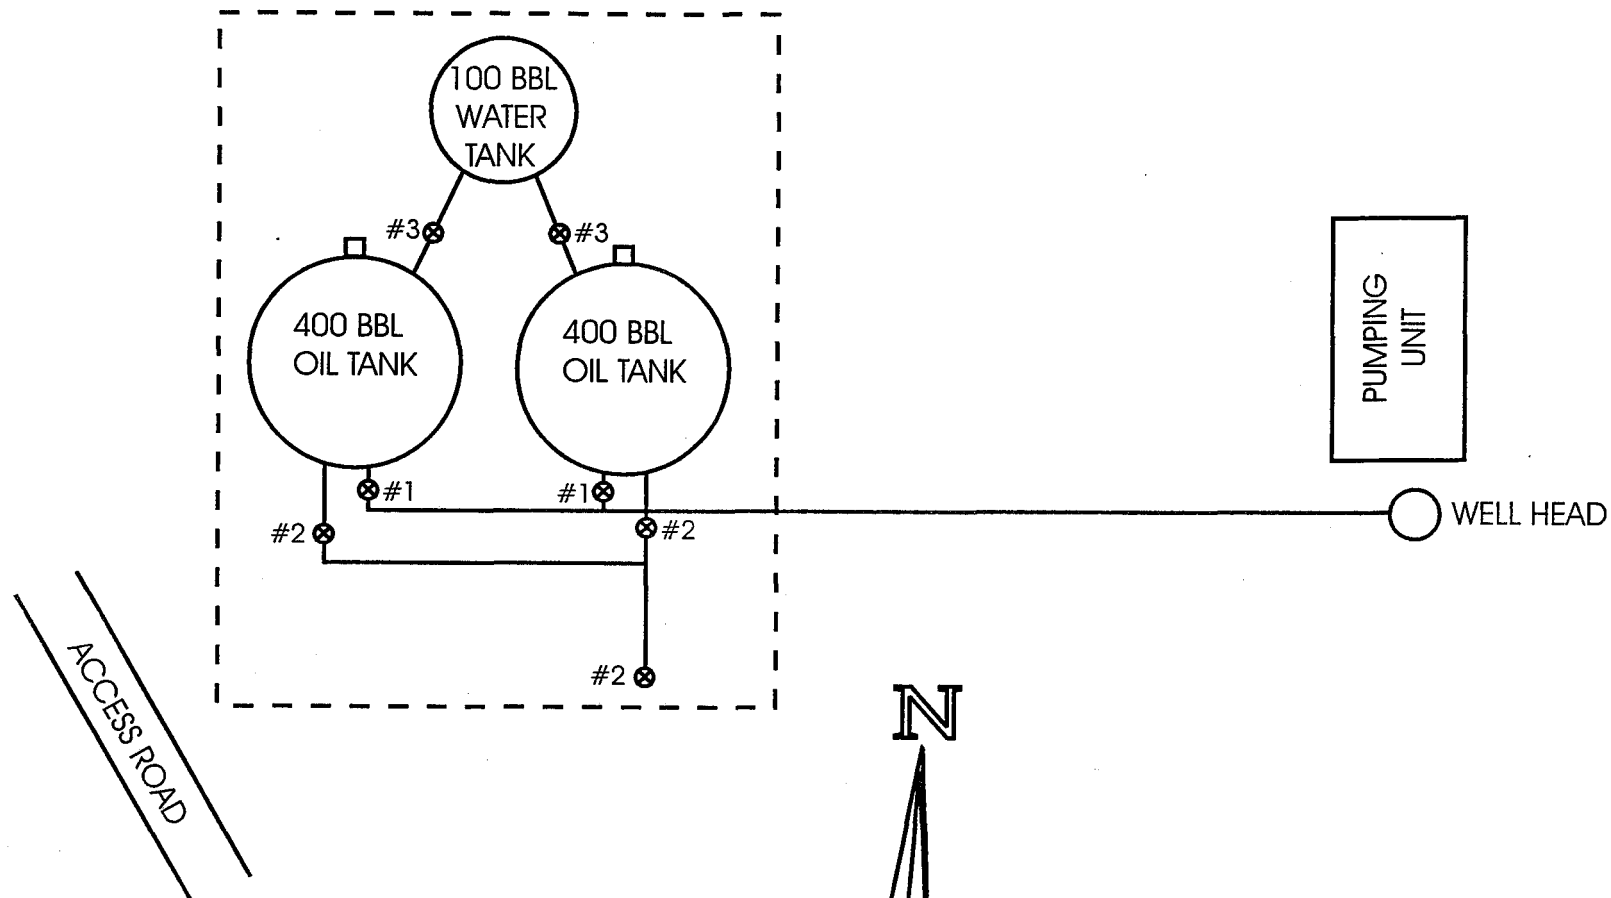 100 BBL
WATER
TANK
#3
#3
400 BBL
OIL TANK
400 BBL
OIL TANK
PUMPING
UNIT
#1
#1
WELL HEAD
#2
#2
#2
ACCESS ROAD
N